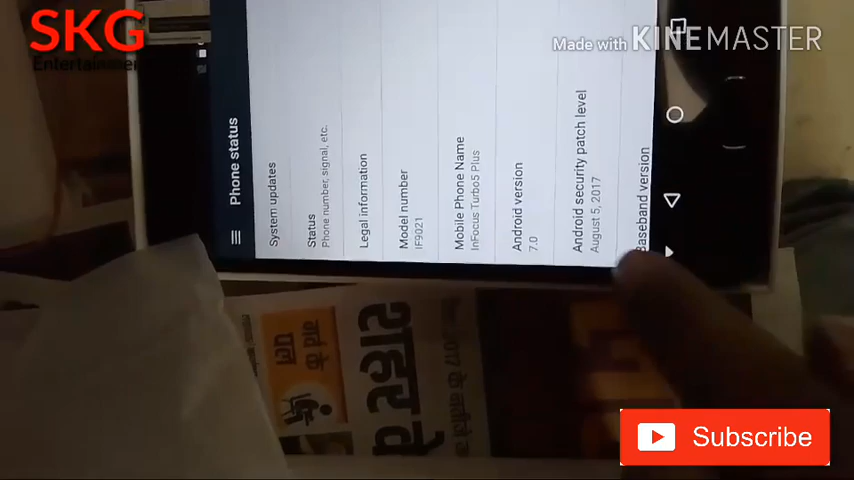 SKG
Entertainment
Made with KINEMASTER
Phone status
System updates
Status
Phone number, signal, etc.
Legal information
Model number
IF9021
Mobile Phone Name
InFocus Turbo5 Plus
Android version
7.0
Android security patch level
August 5, 2017
Baseband version
शहर
Subscribe